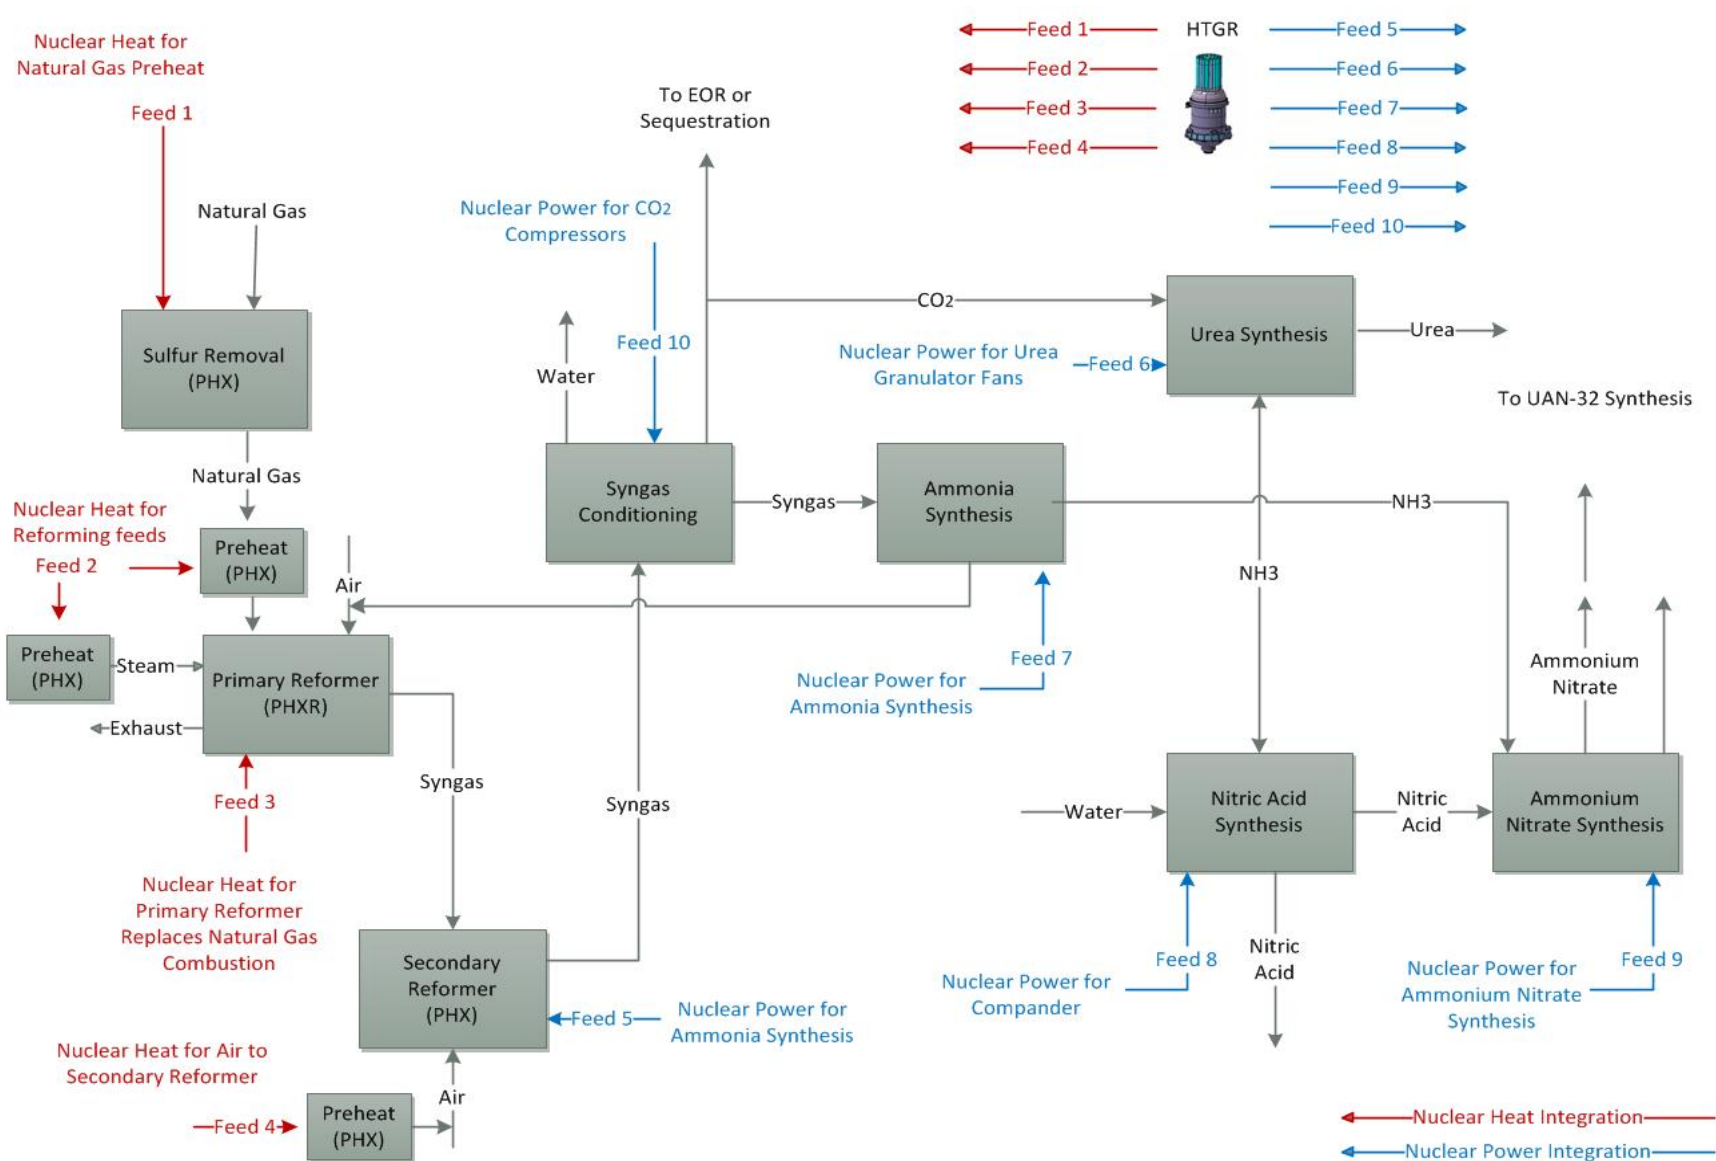 Nuclear Heat for
Natural Gas Preheat
Feed 1
Natural Gas
Sulfur Removal
(PHX)
Natural Gas
Nuclear Heat for
Reforming feeds
Feed 2
Preheat
(PHX)
Air
Preheat
(PHX)
Steam
Primary Reformer
(PHXR)
Exhaust
Feed 3
Nuclear Heat for
Primary Reformer
Replaces Natural Gas
Combustion
Syngas
Syngas
Secondary
Reformer
(PHX)
Feed 5
Nuclear Power for
Ammonia Synthesis
Nuclear Heat for Air to
Secondary Reformer
Feed 4
Preheat
(PHX)
Air
To EOR or
Sequestration
Nuclear Power for CO2
Compressors
Feed 10
Water
Syngas
Conditioning
Syngas
Ammonia
Synthesis
Feed 7
Nuclear Power for
Ammonia Synthesis
CO2
Nuclear Power for Urea
Granulator Fans
Feed 6
Urea Synthesis
Urea
To UAN-32 Synthesis
NH3
NH3
Ammonium
Nitrate
Water
Nitric Acid
Synthesis
Nitric
Acid
Ammonium
Nitrate Synthesis
Feed 8
Nuclear Power for
Compander
Nitric
Acid
Feed 9
Nuclear Power for
Ammonium Nitrate
Synthesis
HTGR
Feed 1
Feed 2
Feed 3
Feed 4
Feed 5
Feed 6
Feed 7
Feed 8
Feed 9
Feed 10
Nuclear Heat Integration
Nuclear Power Integration